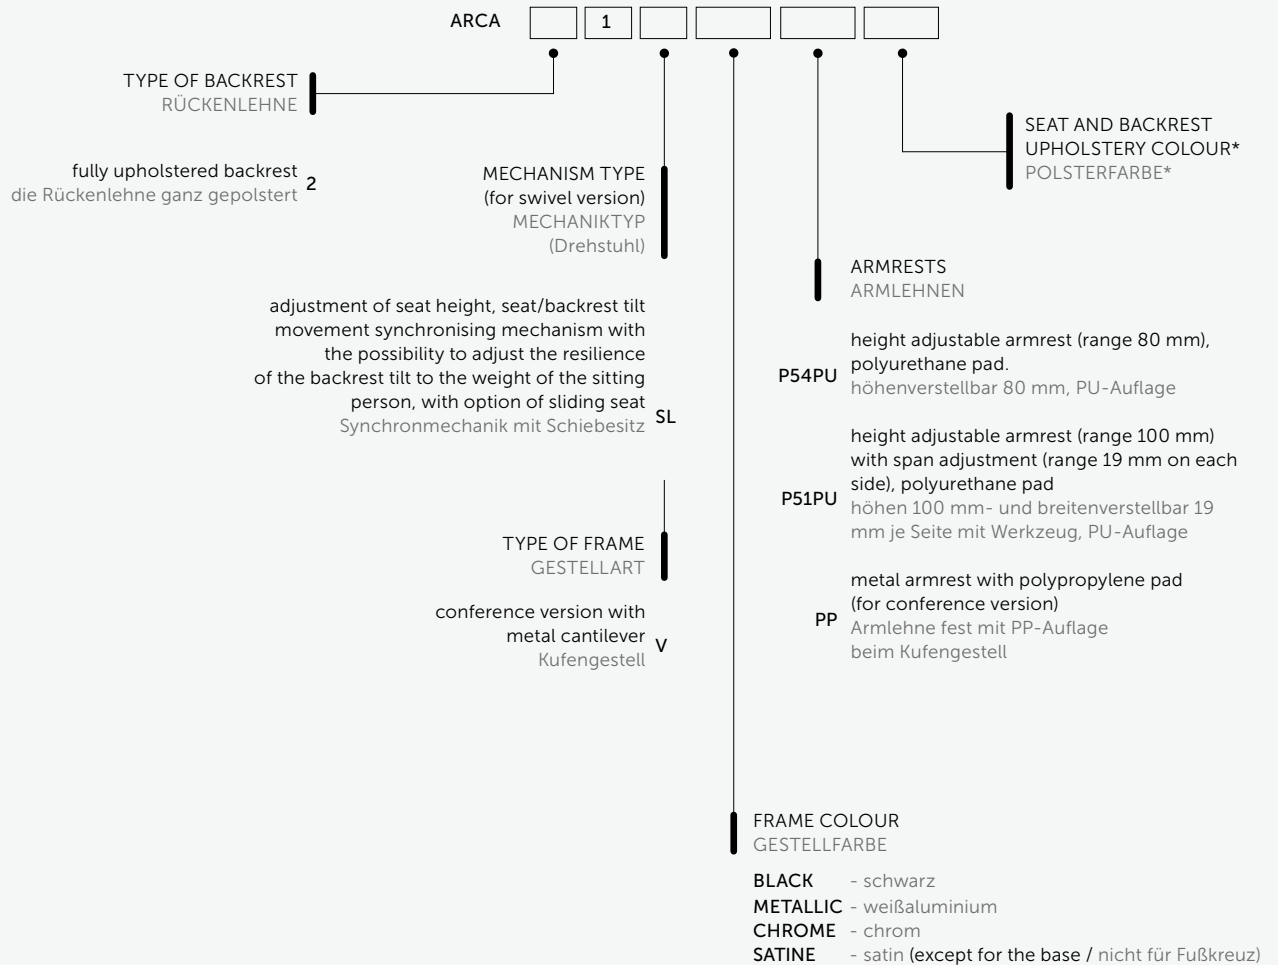 ARCA 1
TYPE OF BACKREST
RÜCKENLEHNE
fully upholstered backrest
die Rückenlehne ganz gepolstert
2
MECHANISM TYPE
(for swivel version)
MECHANIKTYP
(Drehstuhl)
adjustment of seat height, seat/backrest tilt
movement synchronising mechanism with
the possibility to adjust the resilience
of the backrest tilt to the weight of the sitting
person, with option of sliding seat
Synchronmechanik mit Schiebesitz
SL
TYPE OF FRAME
GESTELLART
conference version with
metal cantilever
Kufengestell
V
SEAT AND BACKREST
UPHOLSTERY COLOUR*
POLSTERFARBE*
ARMRESTS
ARMLEHNEN
P54PU
height adjustable armrest (range 80 mm),
polyurethane pad.
höhenverstellbar 80 mm, PU-Auflage
P51PU
height adjustable armrest (range 100 mm)
with span adjustment (range 19 mm on each
side), polyurethane pad
höhen 100 mm- und breitenverstellbar 19
mm je Seite mit Werkzeug, PU-Auflage
PP
metal armrest with polypropylene pad
(for conference version)
Armlehne fest mit PP-Auflage
beim Kufengestell
FRAME COLOUR
GESTELLFARBE
BLACK - schwarz
METALLIC - weißaluminium
CHROME - chrom
SATINE - satin (except for the base / nicht für Fußkreuz)